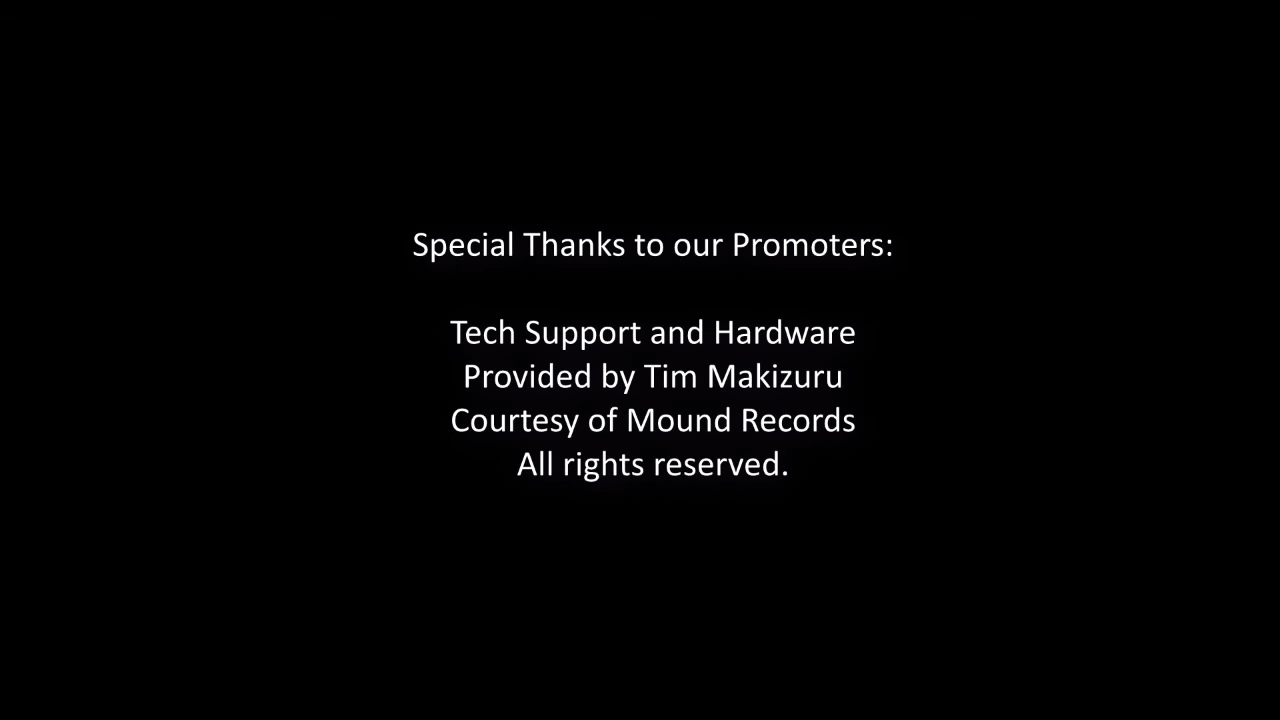 Special Thanks to our Promoters:
Tech Support and Hardware
Provided by Tim Makizuru
Courtesy of Mound Records
All rights reserved.